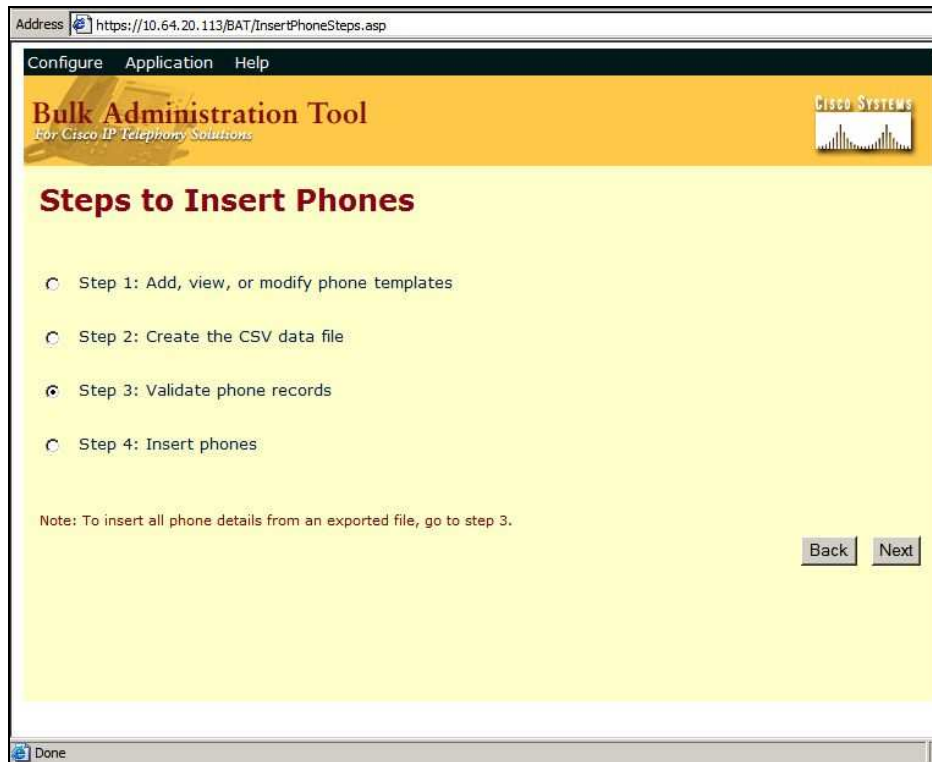 Address https://10.64.20.113/BAT/InsertPhoneSteps.asp
Configure Application Help
Bulk Administration Tool
For Cisco IP Telephony Solutions
CISCO SYSTEMS
Steps to Insert Phones
Step 1: Add, view, or modify phone templates
Step 2: Create the CSV data file
Step 3: Validate phone records
Step 4: Insert phones
Note: To insert all phone details from an exported file, go to step 3.
Back Next
Done